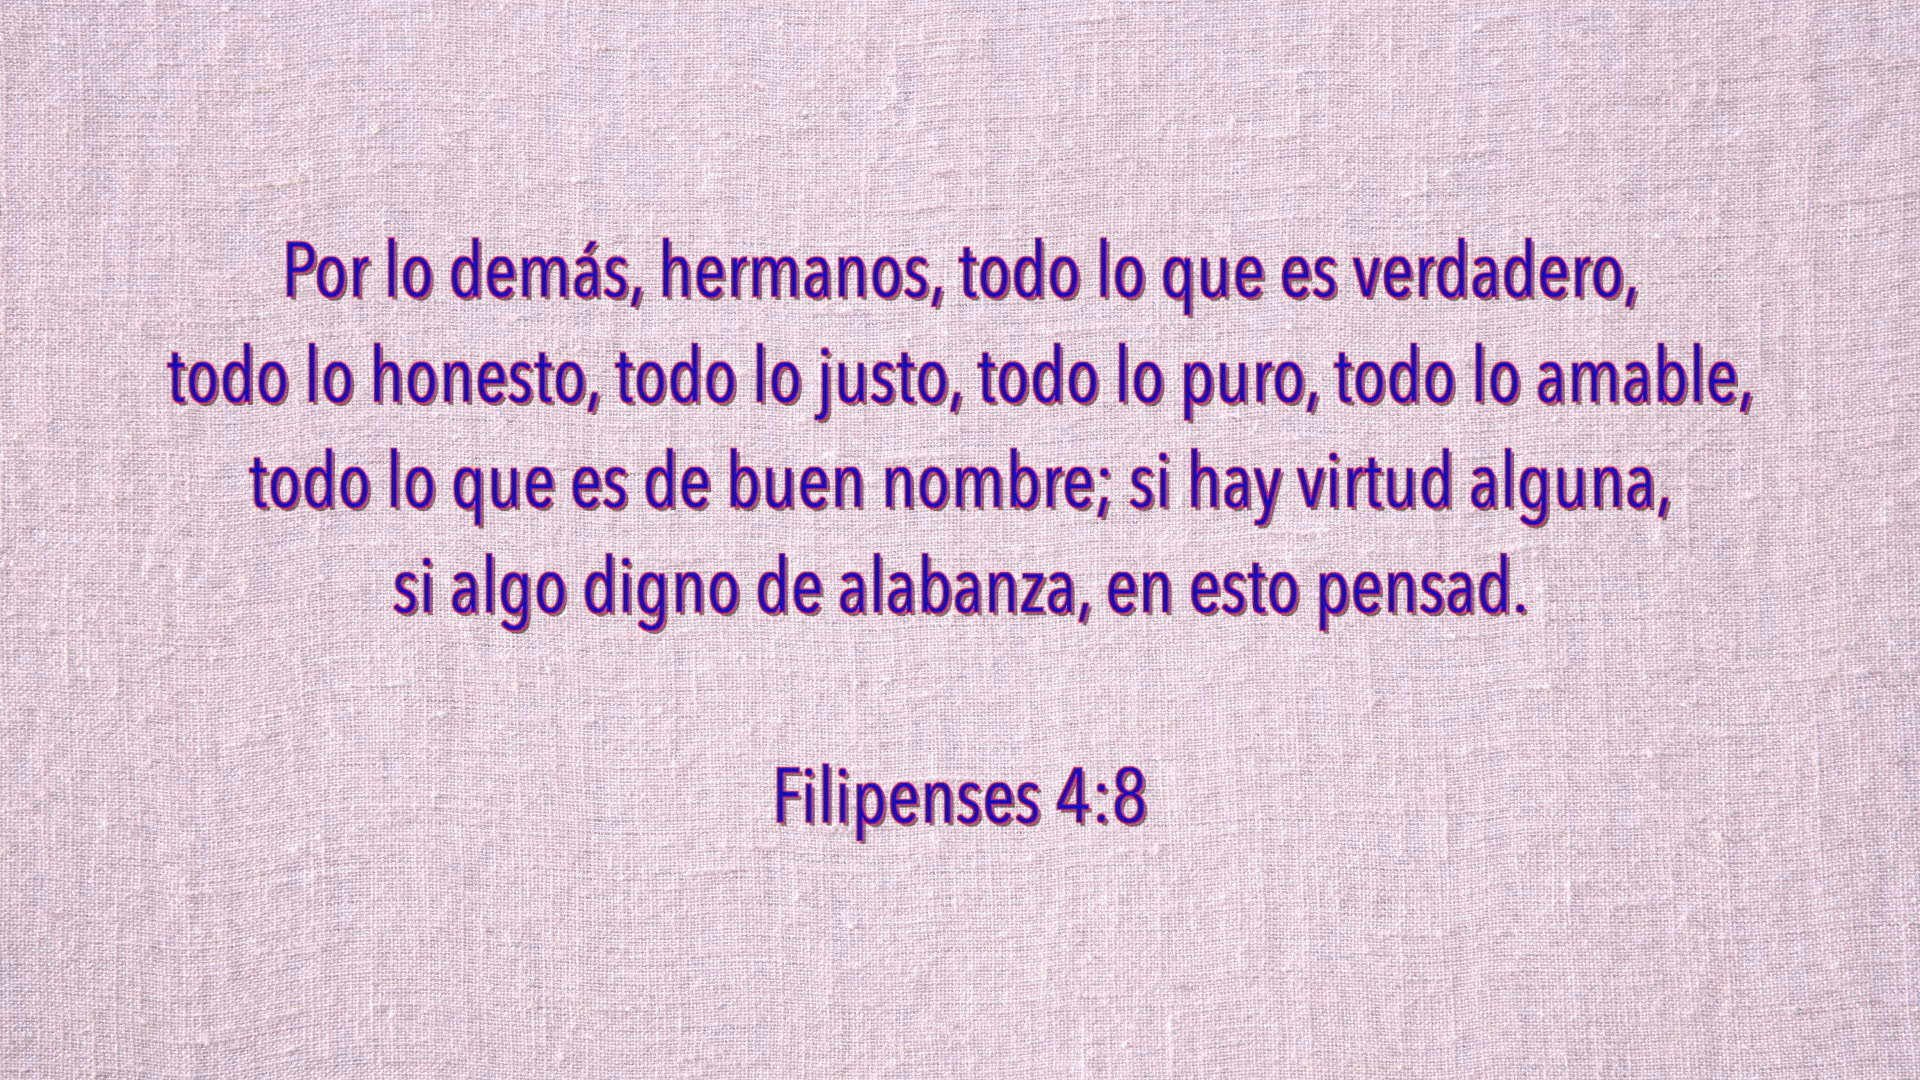 Por lo demás, hermanos, todo lo que es verdadero,
todo lo honesto, todo lo justo, todo lo puro, todo lo amable,
todo lo que es de buen nombre; si hay virtud alguna,
si algo digno de alabanza, en esto pensad.
Filipenses 4:8